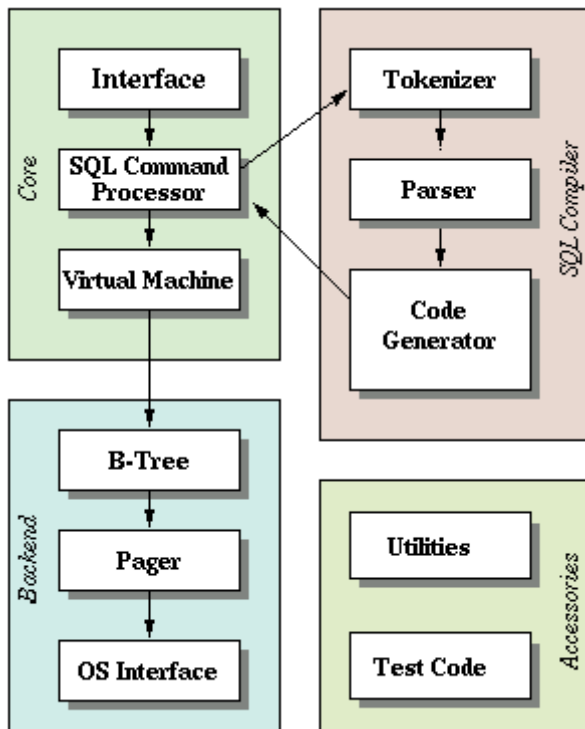 Core
Interface
SQL Command
Processor
Virtual Machine
SQL Compiler
Tokenizer
Parser
Code
Generator
Backend
B-Tree
Pager
OS Interface
Accessories
Utilities
Test Code